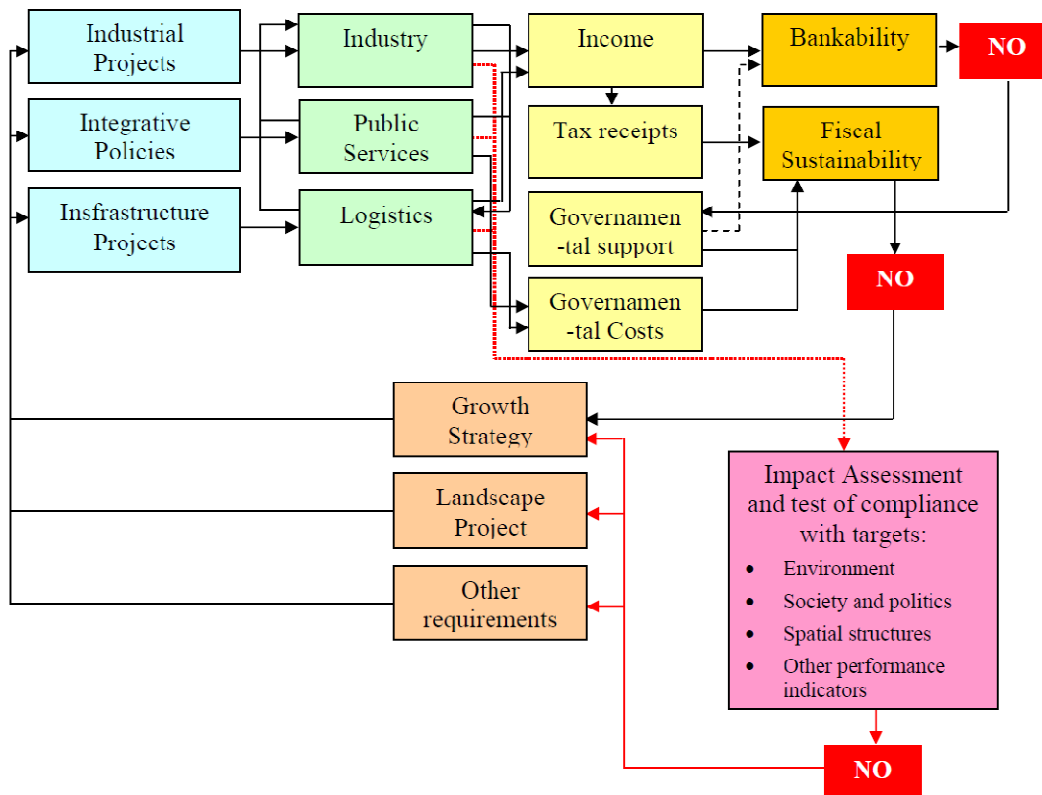 Industrial
Projects
Industry
Income
Bankability
NO
Integrative
Policies
Public
Services
Tax receipts
Fiscal
Sustainability
Insfrastructure
Projects
Logistics
Governamen
-tal support
NO
Governamen
-tal Costs
Growth
Strategy
Landscape
Project
Other
requirements
Impact Assessment
and test of compliance
with targets:
• Environment
• Society and politics
• Spatial structures
• Other performance
indicators
NO